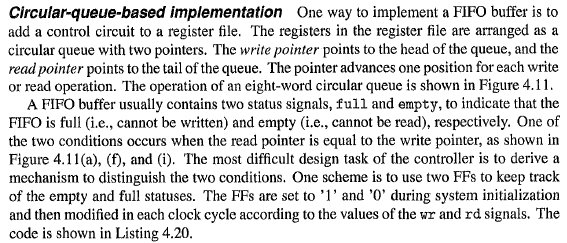 Circular-queue-based implementation One way to implement a FIFO buffer is to
add a control circuit to a register file. The registers in the register file are arranged as a
circular queue with two pointers. The write pointer points to the head of the queue, and the
read pointer points to the tail of the queue. The pointer advances one position for each write
or read operation. The operation of an eight-word circular queue is shown in Figure 4.11.
A FIFO buffer usually contains two status signals, full and empty, to indicate that the
FIFO is full (i.e., cannot be written) and empty (i.e., cannot be read), respectively. One of
the two conditions occurs when the read pointer is equal to the write pointer, as shown in
Figure 4.11(a), (f), and (i). The most difficult design task of the controller is to derive a
mechanism to distinguish the two conditions. One scheme is to use two FFs to keep track
of the empty and full statuses. The FFs are set to '1' and '0' during system initialization
and then modified in each clock cycle according to the values of the wr and rd signals. The
code is shown in Listing 4.20.